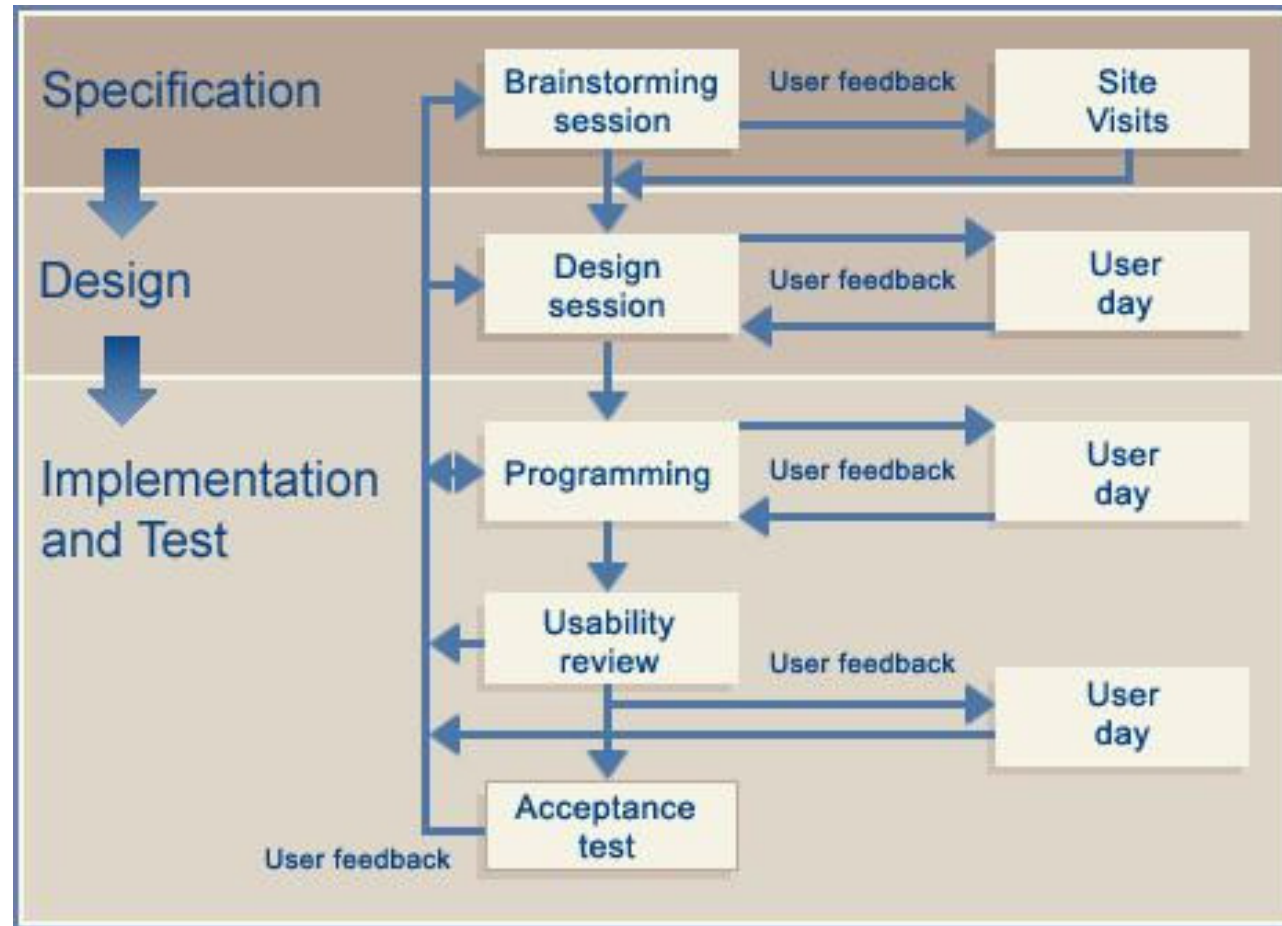 Specification
Brainstorming
session
User feedback
Site
Visits
Design
Design
session
User feedback
User
day
Implementation
and Test
Programming
User feedback
User
day
Usability
review
User feedback
User
day
Acceptance
test
User feedback